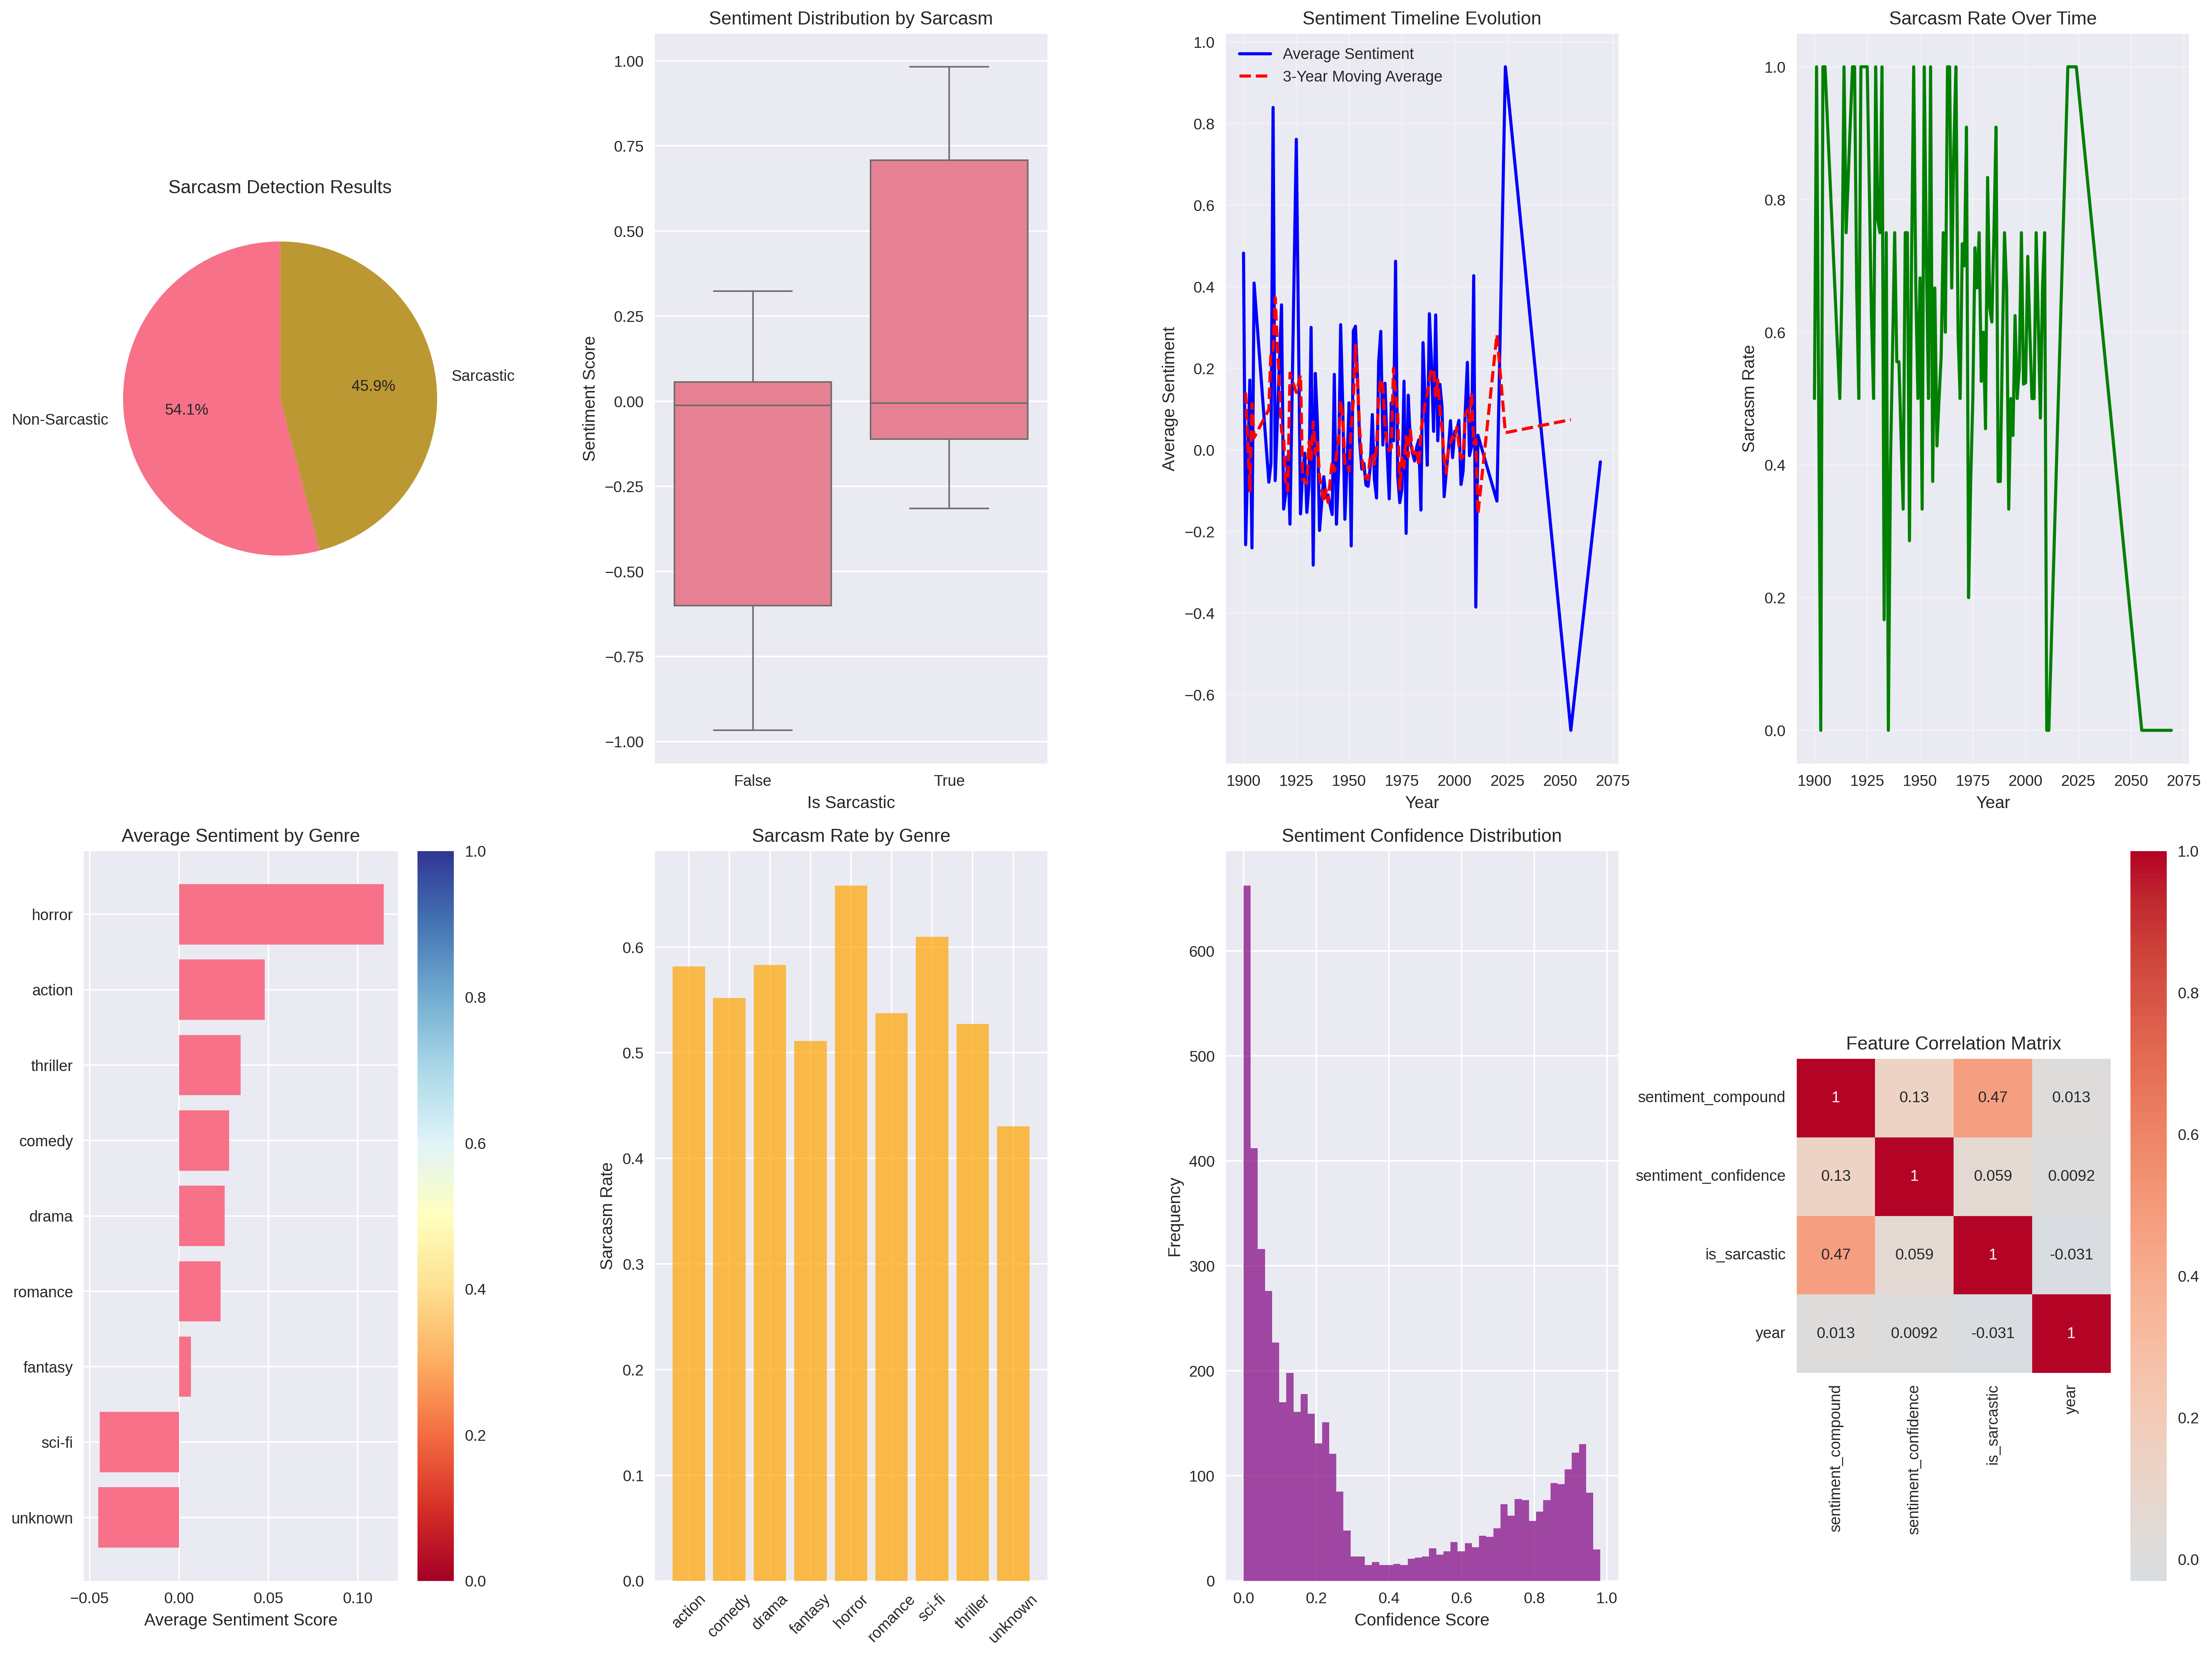 Sarcasm Detection Results
Non-Sarcastic
54.1%
45.9%
Sarcastic
Sentiment Distribution by Sarcasm
Sentiment Score
1.00
0.75
0.50
0.25
0.00
−0.25
−0.50
−0.75
−1.00
False
True
Is Sarcastic
Sentiment Timeline Evolution
Average Sentiment
3-Year Moving Average
Average Sentiment
1.0
0.8
0.6
0.4
0.2
0.0
−0.2
−0.4
−0.6
1900
1925
1950
1975
2000
2025
2050
2075
Year
Sarcasm Rate Over Time
Sarcasm Rate
1.0
0.8
0.6
0.4
0.2
0.0
1900
1925
1950
1975
2000
2025
2050
2075
Year
Average Sentiment by Genre
horror
action
thriller
comedy
drama
romance
fantasy
sci-fi
unknown
−0.05
0.00
0.05
0.10
Average Sentiment Score
1.0
0.8
0.6
0.4
0.2
0.0
Sarcasm Rate by Genre
Sarcasm Rate
0.6
0.5
0.4
0.3
0.2
0.1
0.0
action
comedy
drama
fantasy
horror
romance
sci-fi
thriller
unknown
Sentiment Confidence Distribution
Frequency
600
500
400
300
200
100
0
0.0
0.2
0.4
0.6
0.8
1.0
Confidence Score
Feature Correlation Matrix
sentiment_compound
1
0.13
0.47
0.013
sentiment_confidence
0.13
1
0.059
0.0092
is_sarcastic
0.47
0.059
1
-0.031
year
0.013
0.0092
-0.031
1
sentiment_compound
sentiment_confidence
is_sarcastic
year
1.0
0.8
0.6
0.4
0.2
0.0